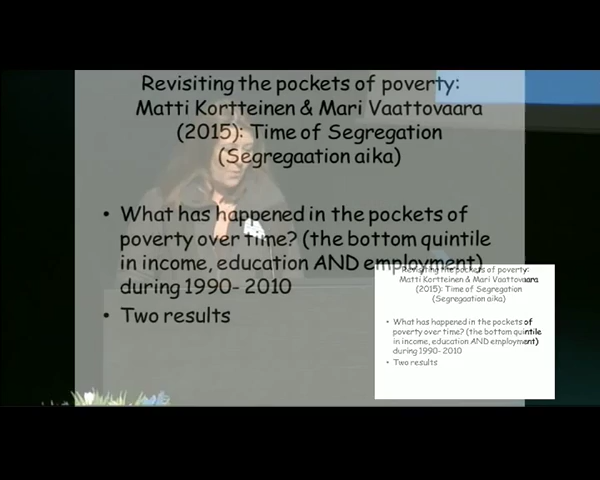 Revisiting the pockets of poverty:
Matti Kortteinen & Mari Vaattovaara
(2015): Time of Segregation
(Segregaation aika)
• What has happened in the pockets of
poverty over time? (the bottom quintile
in income, education AND employment)
during 1990- 2010
• Two results
Revisiting the pockets of poverty:
Matti Kortteinen & Mari Vaattovaara
(2015): Time of Segregation
(Segregaation aika)
• What has happened in the pockets of
poverty over time? (the bottom quintile
in income, education AND employment)
during 1990- 2010
• Two results